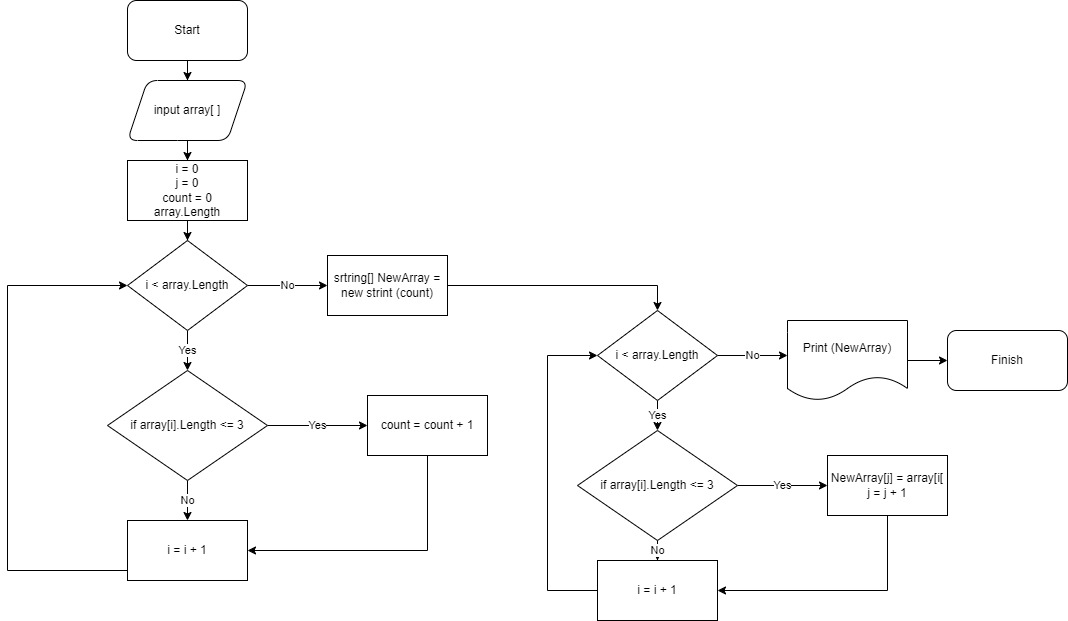 Start
input array[ ]
i = 0
j = 0
count = 0
array.Length
i < array.Length
No
srtring[] NewArray =
new strint (count)
Yes
if array[i].Length <= 3
Yes
count = count + 1
No
i = i + 1
i < array.Length
No
Print (NewArray)
Finish
Yes
if array[i].Length <= 3
Yes
NewArray[j] = array[i[
j = j + 1
No
i = i + 1